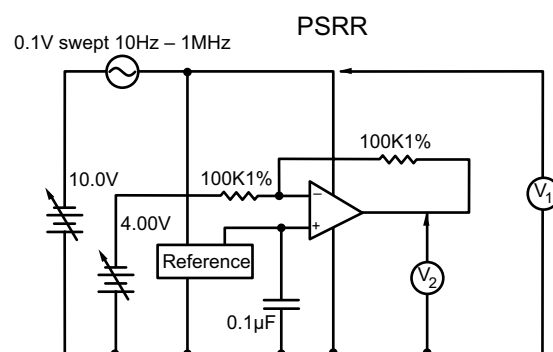 PSRR
0.1V swept 10Hz – 1MHz
100K1%
10.0V
100K1%
V1
4.00V
−
+
Reference
V2
0.1µF